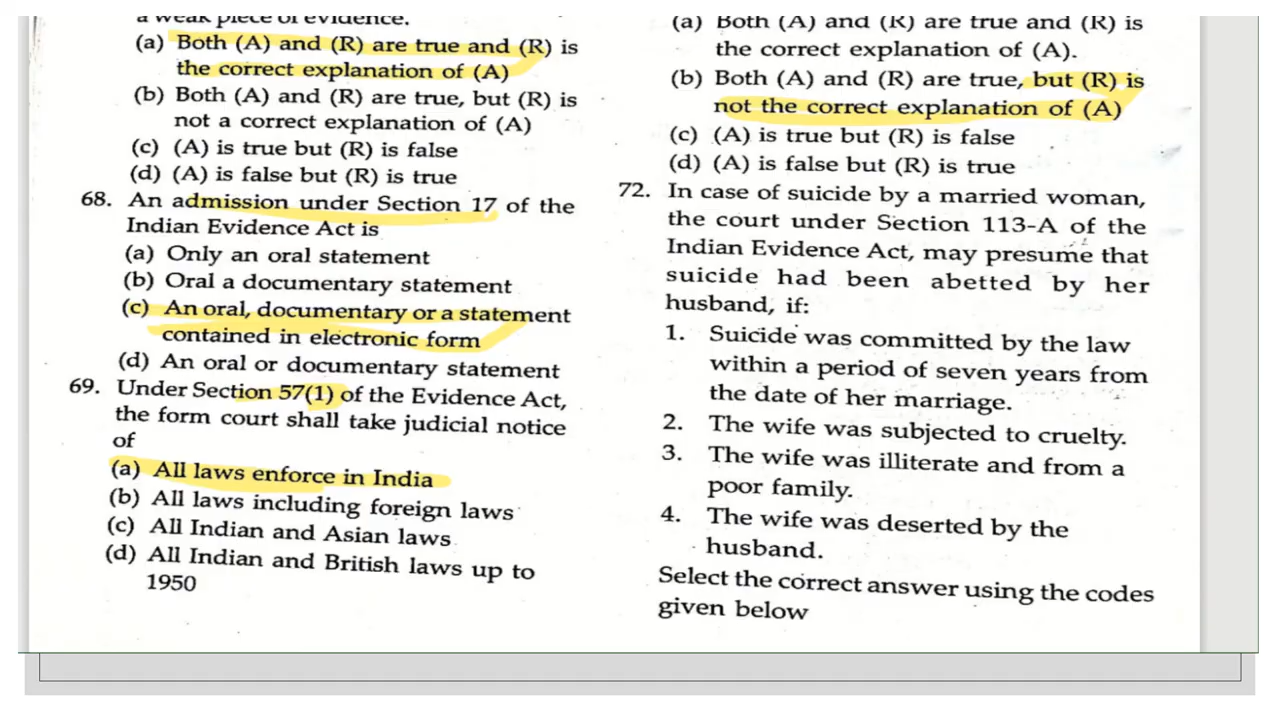 a weak piece of evidence.
(a) Both (A) and (R) are true and (R) is
the correct explanation of (A)
(b) Both (A) and (R) are true, but (R) is
not a correct explanation of (A)
(c) (A) is true but (R) is false
(d) (A) is false but (R) is true
68. An admission under Section 17 of the
Indian Evidence Act is
(a) Only an oral statement
(b) Oral a documentary statement
(c) An oral, documentary or a statement
contained in electronic form
(d) An oral or documentary statement
69. Under Section 57(1) of the Evidence Act,
the form court shall take judicial notice
of
(a) All laws enforce in India
(b) All laws including foreign laws
(c) All Indian and Asian laws
(d) All Indian and British laws up to
1950
(a) Both (A) and (R) are true and (R) is
the correct explanation of (A).
(b) Both (A) and (R) are true, but (R) is
not the correct explanation of (A)
(c) (A) is true but (R) is false
(d) (A) is false but (R) is true
72. In case of suicide by a married woman,
the court under Section 113-A of the
Indian Evidence Act, may presume that
suicide had been abetted by her
husband, if:
1. Suicide was committed by the law
within a period of seven years from
the date of her marriage.
2. The wife was subjected to cruelty.
3. The wife was illiterate and from a
poor family.
4. The wife was deserted by the
husband.
Select the correct answer using the codes
given below